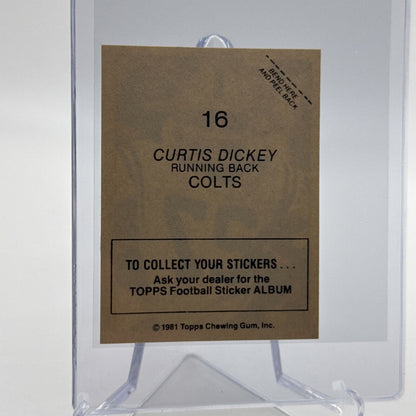 BEND HERE
AND PEEL BACK
16
CURTIS DICKEY
RUNNING BACK
COLTS
TO COLLECT YOUR STICKERS...
Ask your dealer for the
TOPPS Football Sticker ALBUM
© 1981 Topps Chewing Gum, Inc.